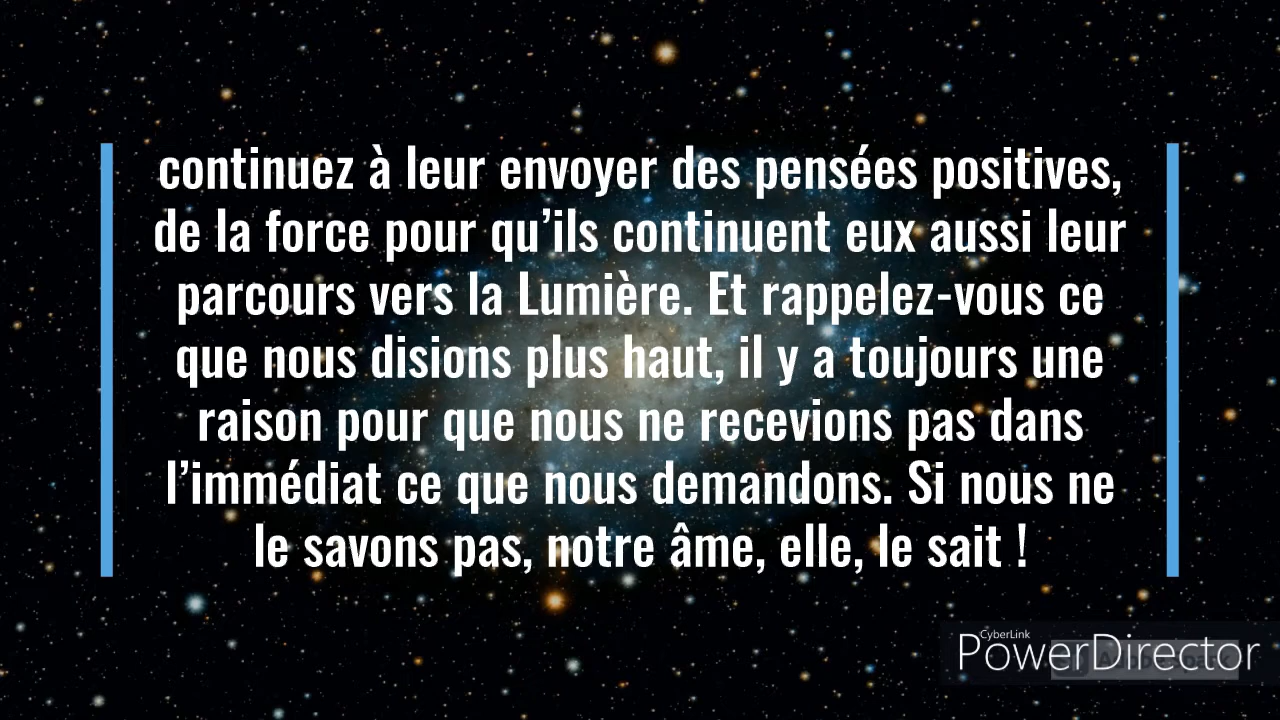 continuez à leur envoyer des pensées positives,
de la force pour qu’ils continuent eux aussi leur
parcours vers la Lumière. Et rappelez-vous ce
que nous disions plus haut, il y a toujours une
raison pour que nous ne recevions pas dans
l’immédiat ce que nous demandons. Si nous ne
le savons pas, notre âme, elle, le sait !
CyberLink
PowerDirector